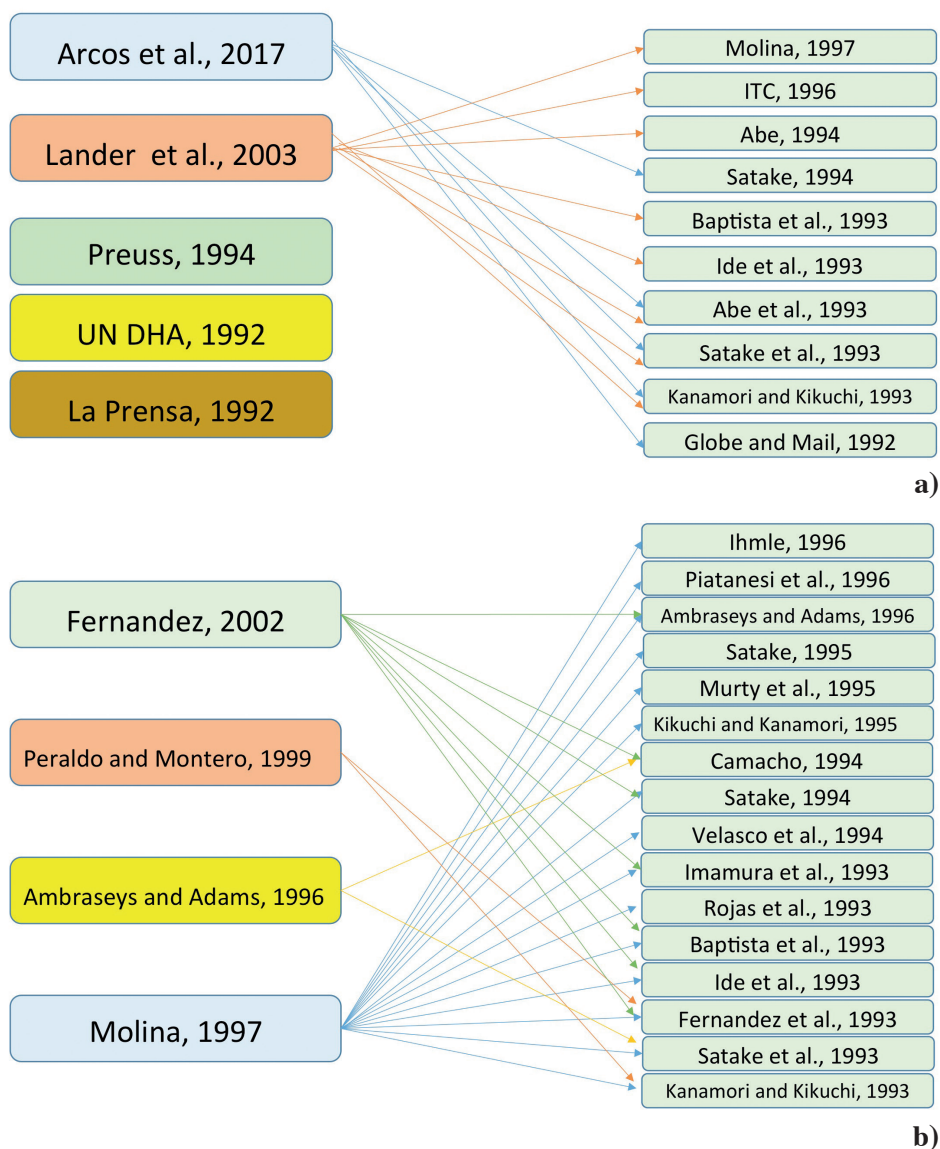 Arcos et al., 2017
Lander et al., 2003
Preuss, 1994
UN DHA, 1992
La Prensa, 1992
Molina, 1997
ITC, 1996
Abe, 1994
Satake, 1994
Baptista et al., 1993
Ide et al., 1993
Abe et al., 1993
Satake et al., 1993
Kanamori and Kikuchi, 1993
Globe and Mail, 1992
a)
Fernandez, 2002
Peraldo and Montero, 1999
Ambraseys and Adams, 1996
Molina, 1997
Ihmle, 1996
Piatanesi et al., 1996
Ambraseys and Adams, 1996
Satake, 1995
Murty et al., 1995
Kikuchi and Kanamori, 1995
Camacho, 1994
Satake, 1994
Velasco et al., 1994
Imamura et al., 1993
Rojas et al., 1993
Baptista et al., 1993
Ide et al., 1993
Fernandez et al., 1993
Satake et al., 1993
Kanamori and Kikuchi, 1993
b)